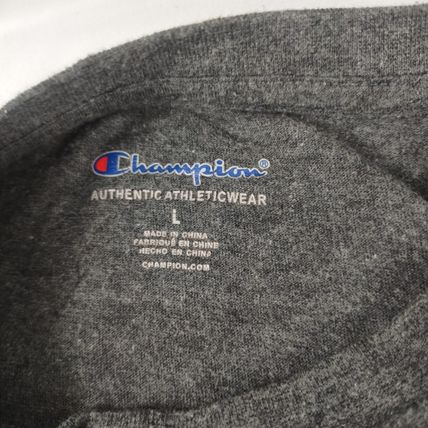 Champion®
AUTHENTIC ATHLETICWEAR
L
MADE IN CHINA
FABRIQUÉ EN CHINE
HECHO EN CHINA
CHAMPION.COM